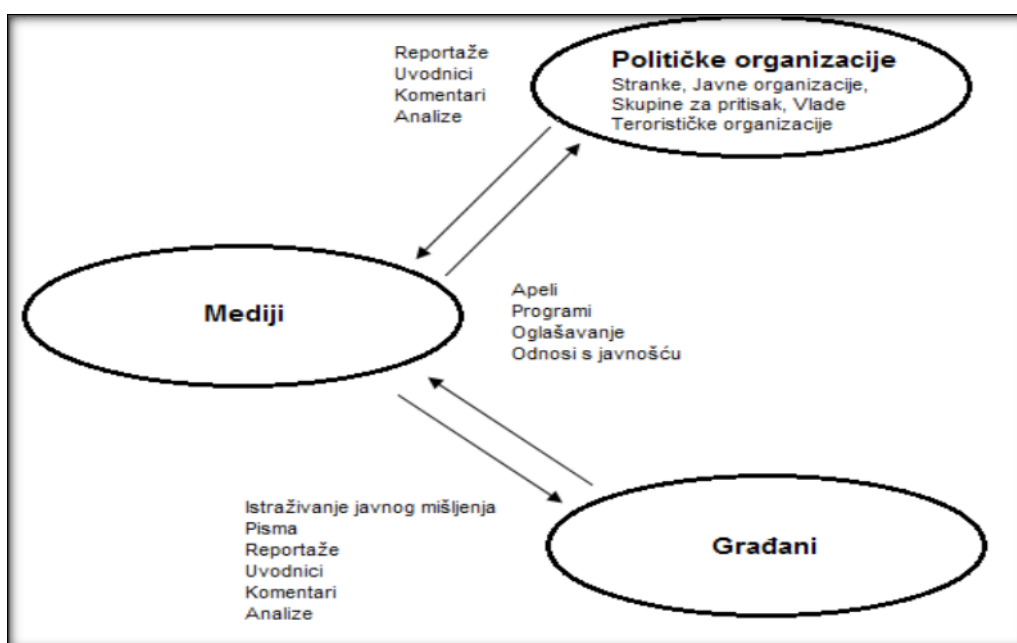 Reportaže
Uvodnici
Komentari
Analize
Političke organizacije
Stranke, Javne organizacije,
Skupine za pritisak, Vlade
Terorističke organizacije
Mediji
Apeli
Programi
Oglašavanje
Odnosi s javnošću
Istraživanje javnog mišljenja
Pisma
Reportaže
Uvodnici
Komentari
Analize
Građani